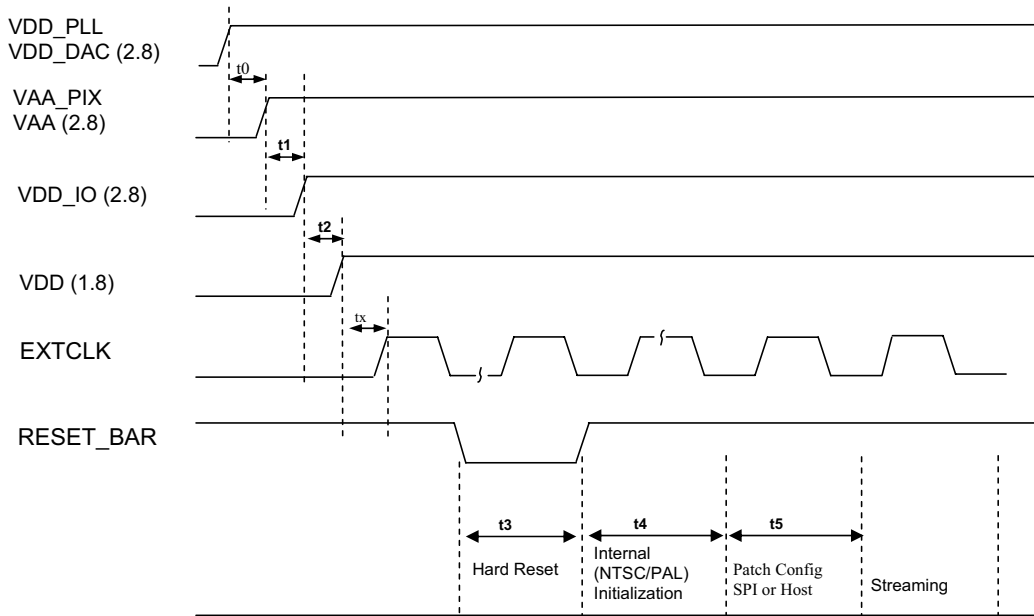 VDD_PLL
VDD_DAC (2.8)
t0
VAA_PIX
VAA (2.8)
t1
VDD_IO (2.8)
t2
VDD (1.8)
tx
EXTCLK
RESET_BAR
t3
Hard Reset
t4
Internal
(NTSC/PAL)
Initialization
t5
Patch Config
SPI or Host
Streaming